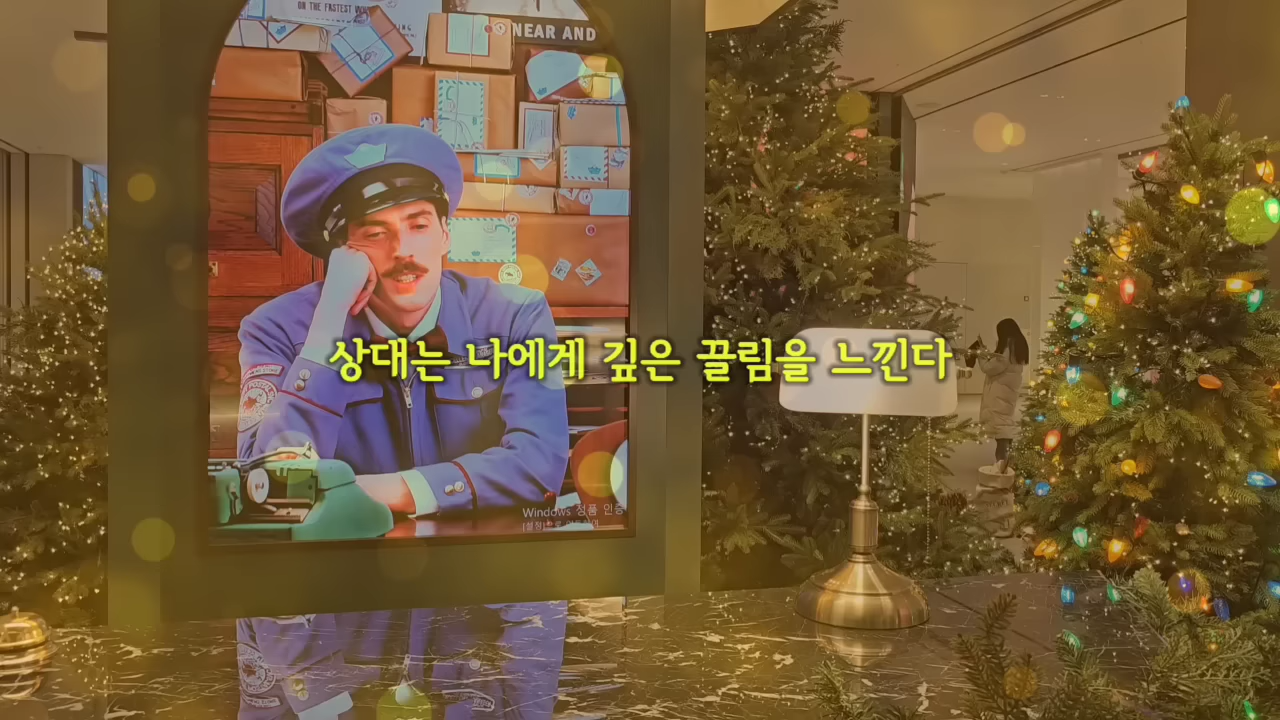 ON THE FASTEST
NEAR AND
상대는 나에게 깊은 끌림을 느낀다
Windows 정품 인증